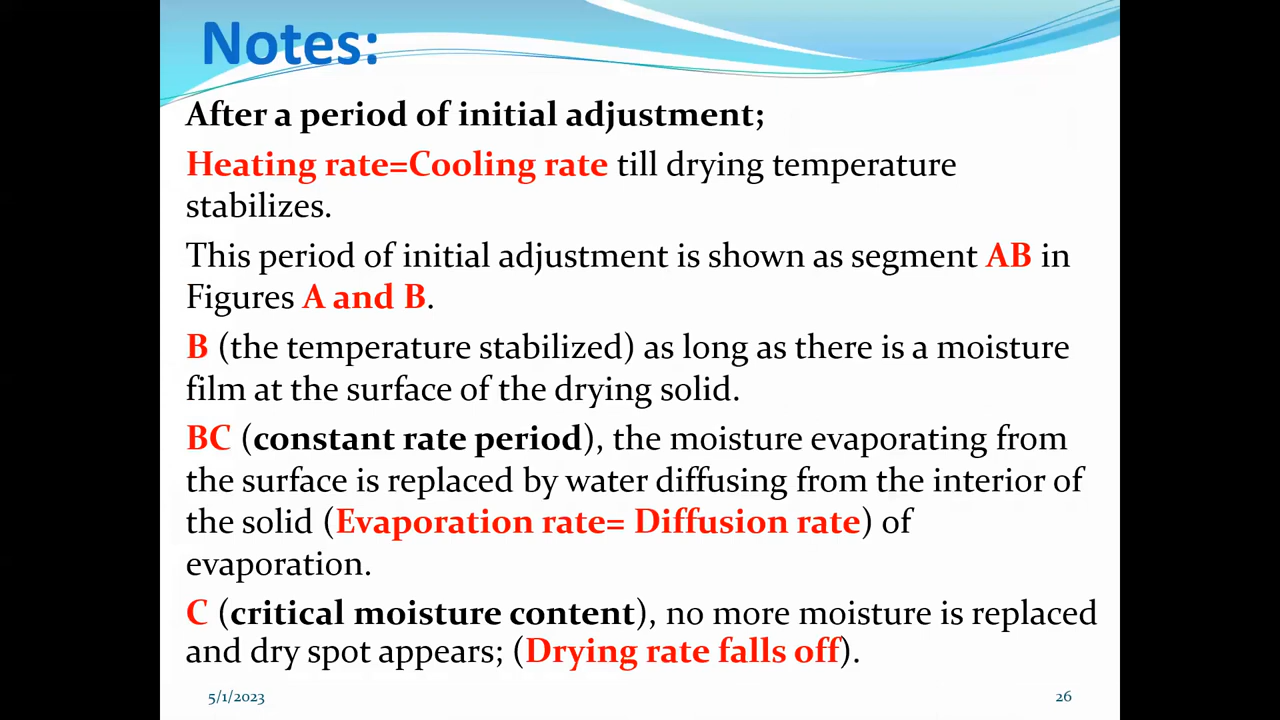 Notes:
After a period of initial adjustment;
Heating rate=Cooling rate till drying temperature
stabilizes.
This period of initial adjustment is shown as segment AB in
Figures A and B.
B (the temperature stabilized) as long as there is a moisture
film at the surface of the drying solid.
BC (constant rate period), the moisture evaporating from
the surface is replaced by water diffusing from the interior of
the solid (Evaporation rate= Diffusion rate) of
evaporation.
C (critical moisture content), no more moisture is replaced
and dry spot appears; (Drying rate falls off).
5/1/2023
26